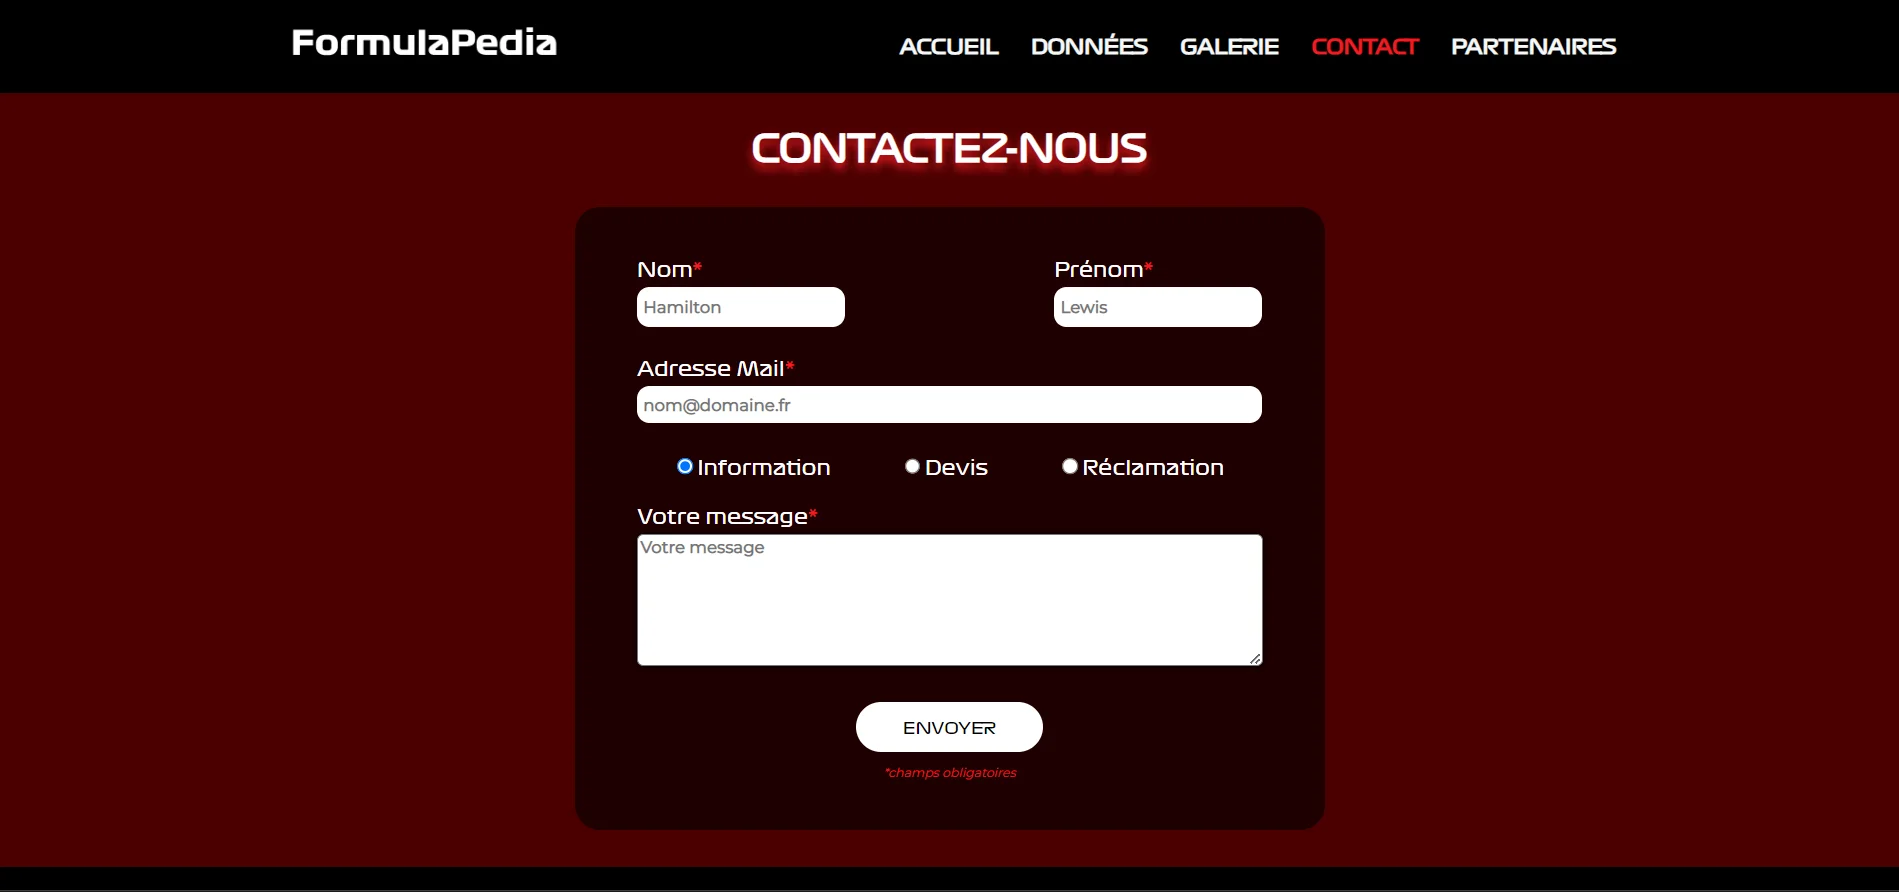 FormulaPedia
ACCUEIL DONNÉES GALERIE CONTACT PARTENAIRES
CONTACTEZ-NOUS
Nom* Prénom*
Hamilton Lewis
Adresse Mail*
nom@domaine.fr
Information Devis Réclamation
Votre message*
Votre message
ENVOYER
*champs obligatoires